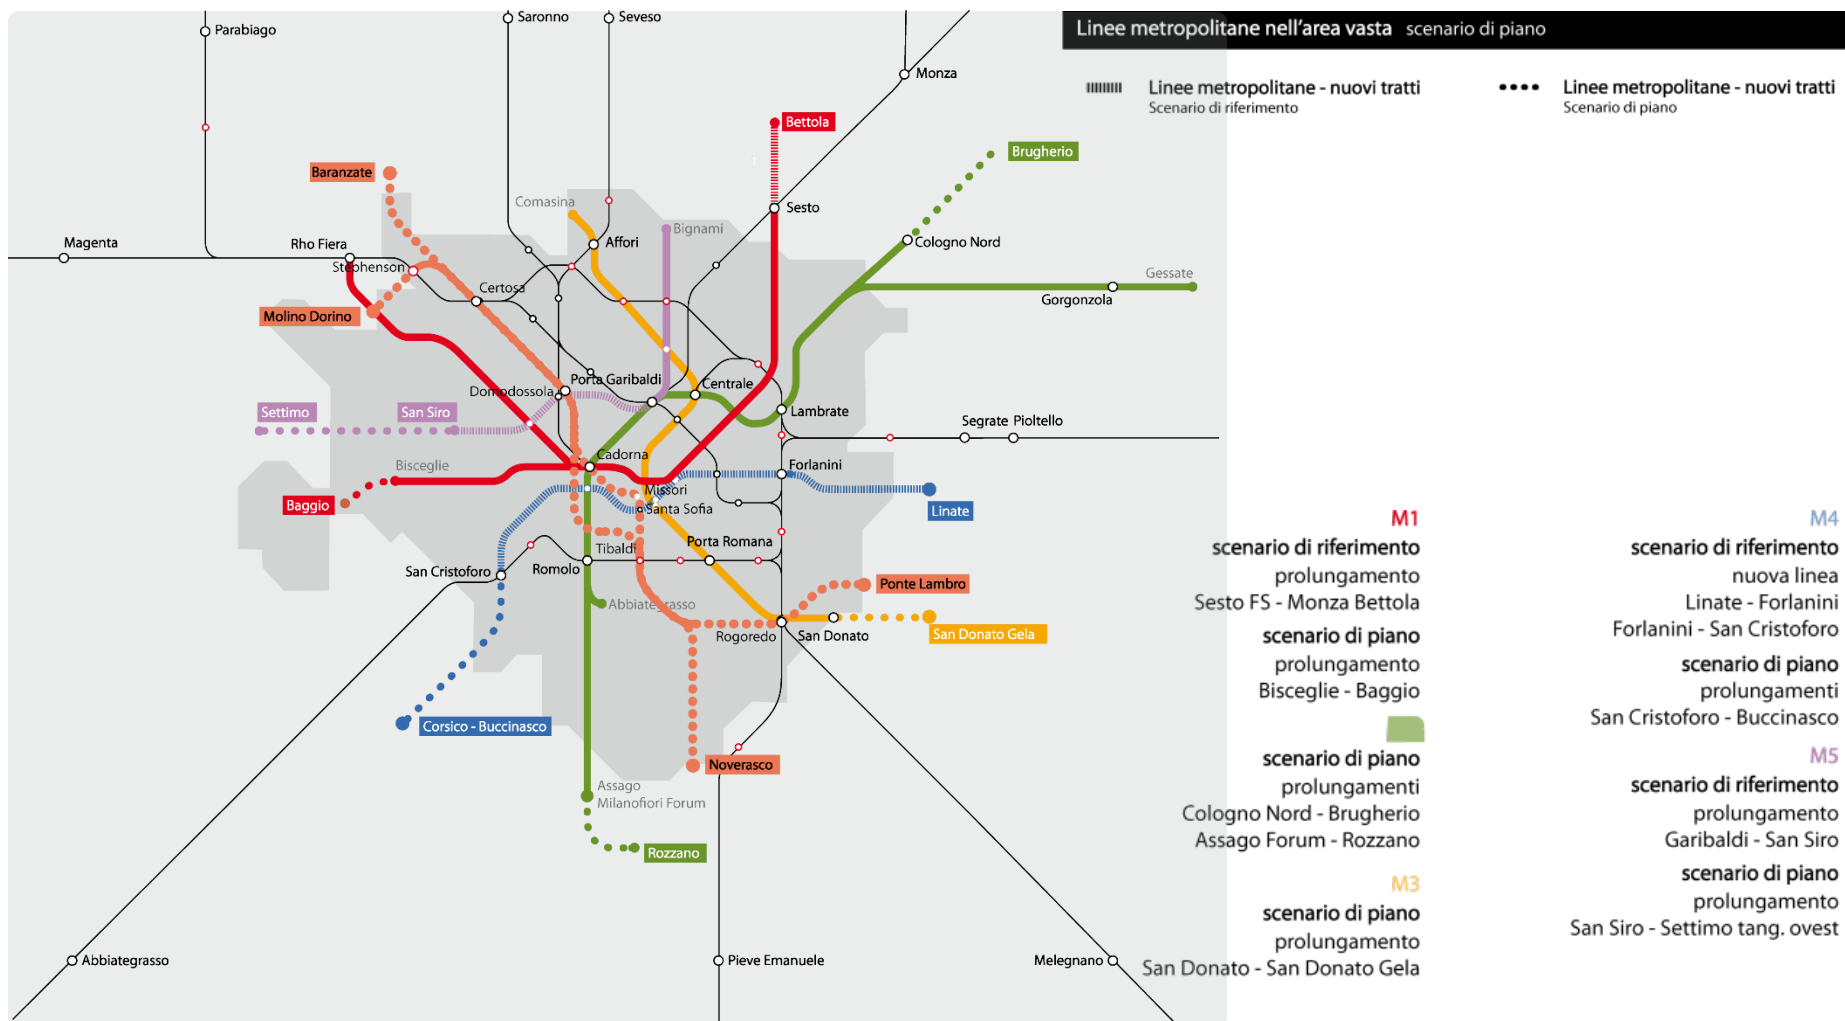 Linee metropolitane nell'area vasta scenario di piano
Linee metropolitane - nuovi tratti
Scenario di riferimento
Linee metropolitane - nuovi tratti
Scenario di piano
Saronno
Seveso
Parabiago
Monza
Bettola
Brugherio
Baranzate
Comasina
Sesto
Bignami
Magenta
Rho Fiera
Affori
Cologno Nord
Stephenson
Gessate
Certosa
Gorgonzola
Molino Dorino
Porta Garibaldi
Centrale
Domodossola
Settimo
San Siro
Lambrate
Segrate
Pioltello
Cadorna
Bisceglie
Forlanini
Missori
Baggio
Santa Sofia
Linate
Porta Romana
Tibaldi
San Cristoforo
Romolo
Ponte Lambro
Abbiategrasso
Rogoredo
San Donato
San Donato Gela
Corsico - Buccinasco
Noverasco
Assago
Milanofiori Forum
Rozzano
Abbiategrasso
Pieve Emanuele
Melegnano
M1
scenario di riferimento
prolungamento
Sesto FS - Monza Bettola
scenario di piano
prolungamento
Bisceglie - Baggio
scenario di piano
prolungamenti
Cologno Nord - Brugherio
Assago Forum - Rozzano
M3
scenario di piano
prolungamento
San Donato - San Donato Gela
M4
scenario di riferimento
nuova linea
Linate - Forlanini
Forlanini - San Cristoforo
scenario di piano
prolungamenti
San Cristoforo - Buccinasco
M5
scenario di riferimento
prolungamento
Garibaldi - San Siro
scenario di piano
prolungamento
San Siro - Settimo tang. ovest